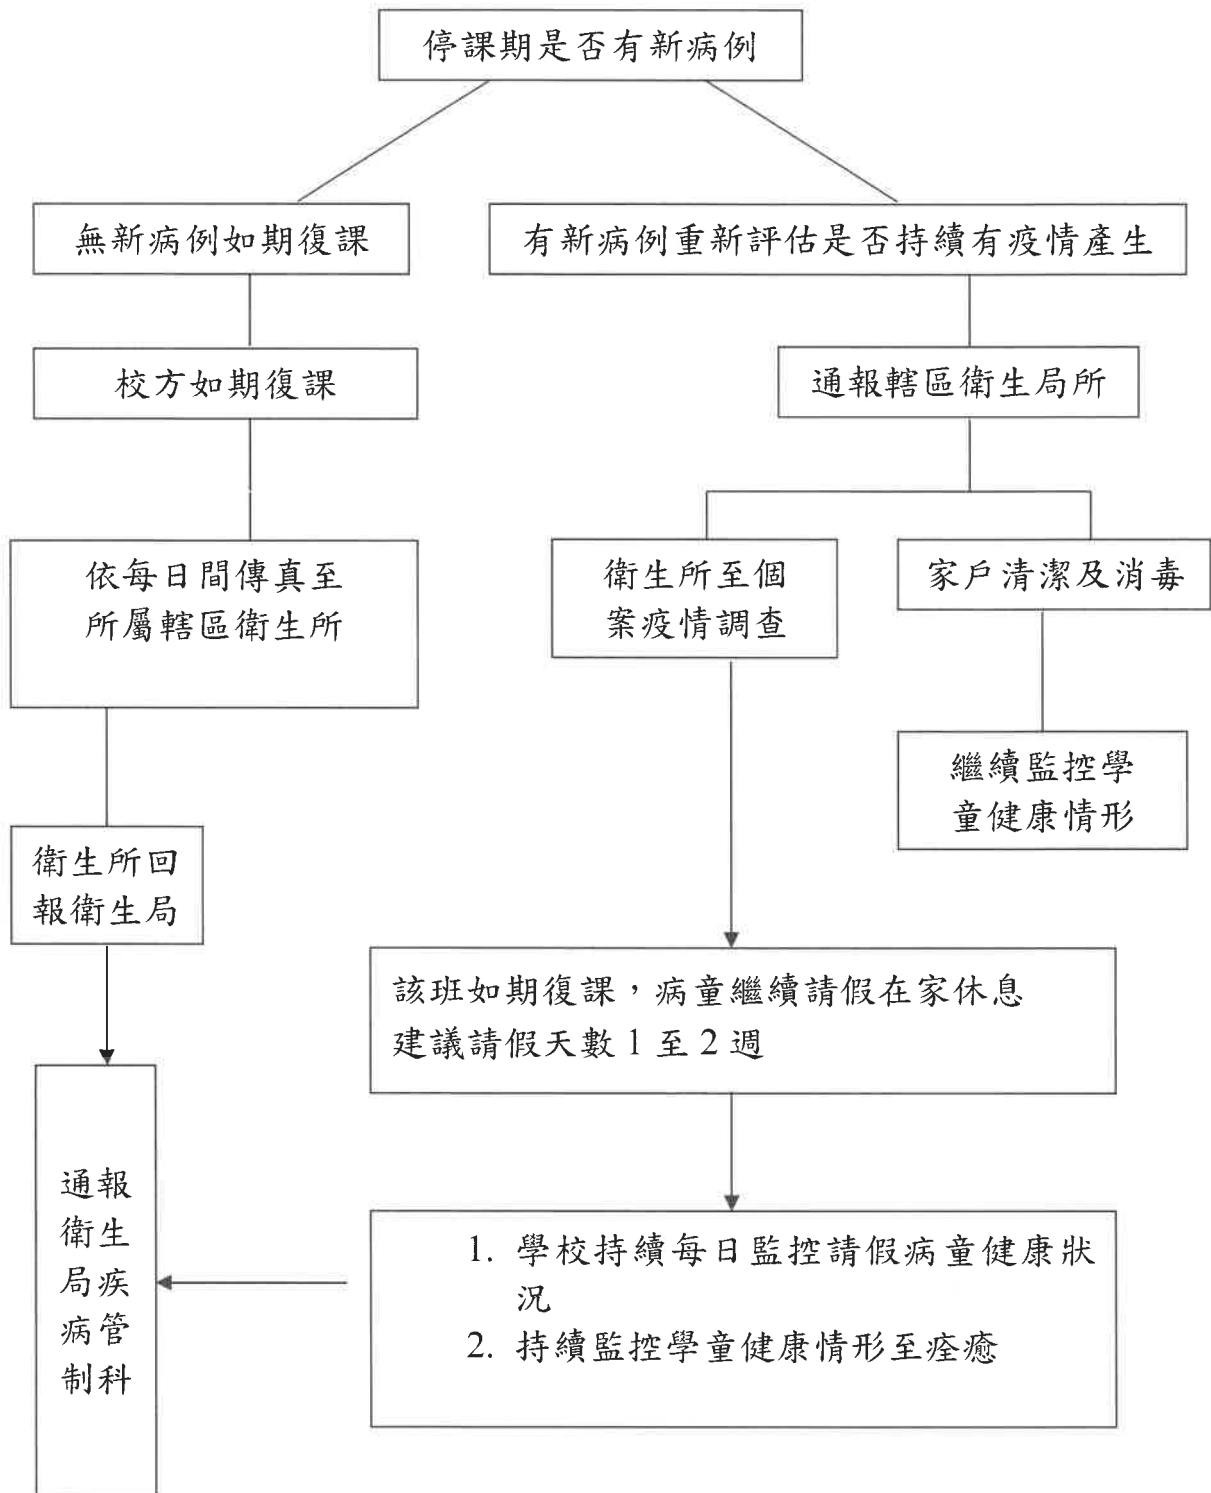 停課期是否有新病例
無新病例如期復課
有新病例重新評估是否持續有疫情產生
校方如期復課
通報轄區衛生局所
依每日間傳真至
所屬轄區衛生所
衛生所至個
案疫情調查
家戶清潔及消毒
繼續監控學
童健康情形
衛生所回
報衛生局
該班如期復課，病童繼續請假在家休息
建議請假天數 1 至 2 週
通報
衛生
局疾
病管
制科
1. 學校持續每日監控請假病童健康狀
況
2. 持續監控學童健康情形至痊癒